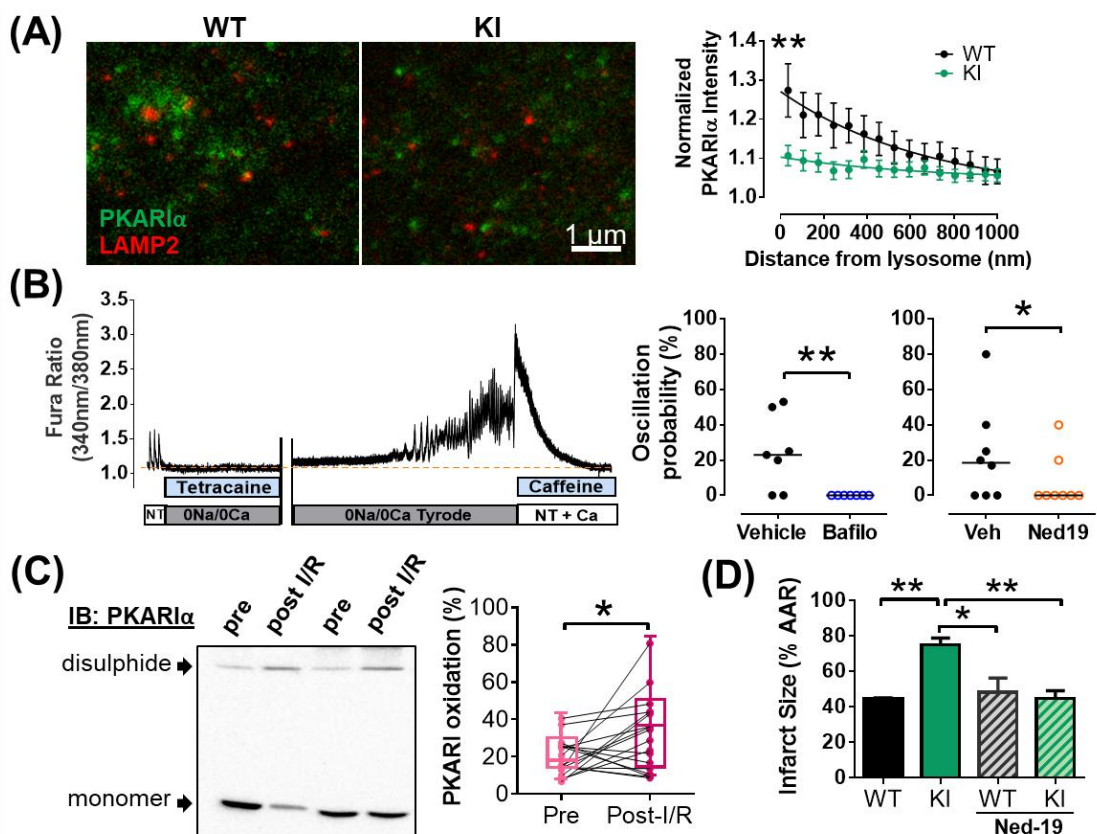 (A)
WT
KI
PKARIα
LAMP2
1 μm
Normalized
PKARIα Intensity
1.4
1.3
1.2
1.1
1.0
**
WT
KI
0 200 400 600 800 1000
Distance from lysosome (nm)
(B)
Fura Ratio
(340nm/380nm)
3.5
3.0
2.5
2.0
1.5
1.0
Tetracaine
Caffeine
NT 0Na/0Ca 0Na/0Ca Tyrode NT + Ca
Oscillation
probability (%)
100
80
60
40
20
0
**
Vehicle Bafilo
100
80
60
40
20
0
*
Veh Ned19
(C)
IB: PKARIα
pre post I/R pre post I/R
disulphide
monomer
PKARI oxidation (%)
100
80
60
40
20
0
*
Pre Post-I/R
(D)
Infarct Size (% AAR)
100
80
60
40
20
0
** **
*
WT KI WT KI
Ned-19